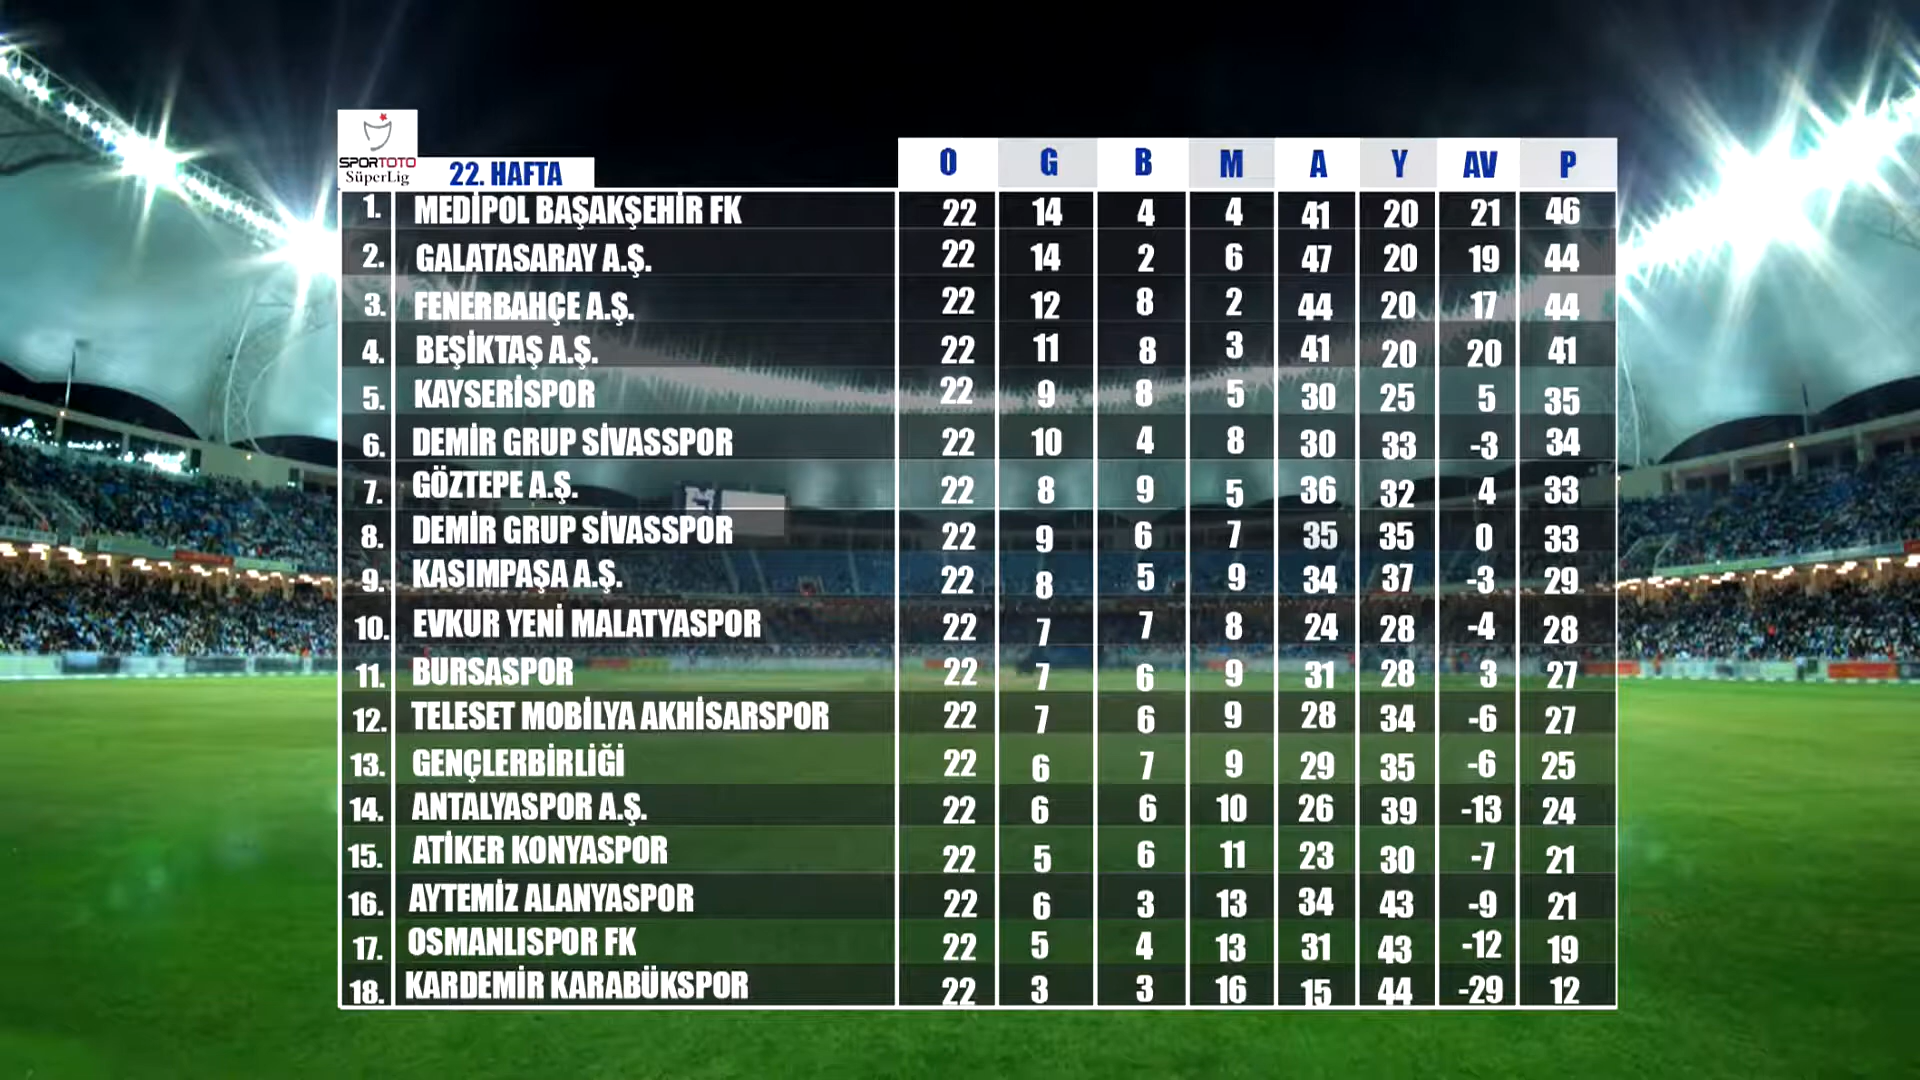 SPORTOTO
SüperLig
22. HAFTA
O G B M A Y AV P
1. MEDİPOL BAŞAKŞEHİR FK 22 14 4 4 41 20 21 46
2. GALATASARAY A.Ş. 22 14 2 6 47 20 19 44
3. FENERBAHÇE A.Ş. 22 12 8 2 44 20 17 44
4. BEŞİKTAŞ A.Ş. 22 11 8 3 41 20 20 41
5. KAYSERİSPOR 22 9 8 5 30 25 5 35
6. DEMİR GRUP SİVASSPOR 22 10 4 8 30 33 -3 34
7. GÖZTEPE A.Ş. 22 8 9 5 36 32 4 33
8. DEMİR GRUP SİVASSPOR 22 9 6 7 35 35 0 33
9. KASIMPAŞA A.Ş. 22 8 5 9 34 37 -3 29
10. EVKUR YENİ MALATYASPOR 22 7 7 8 24 28 -4 28
11. BURSASPOR 22 7 6 9 31 28 3 27
12. TELESET MOBİLYA AKHİSARSPOR 22 7 6 9 28 34 -6 27
13. GENÇLERBİRLİĞİ 22 6 7 9 29 35 -6 25
14. ANTALYASPOR A.Ş. 22 6 6 10 26 39 -13 24
15. ATİKER KONYASPOR 22 5 6 11 23 30 -7 21
16. AYTEMİZ ALANYASPOR 22 6 3 13 34 43 -9 21
17. OSMANLISPOR FK 22 5 4 13 31 43 -12 19
18. KARDEMİR KARABÜKSPOR 22 3 3 16 15 44 -29 12